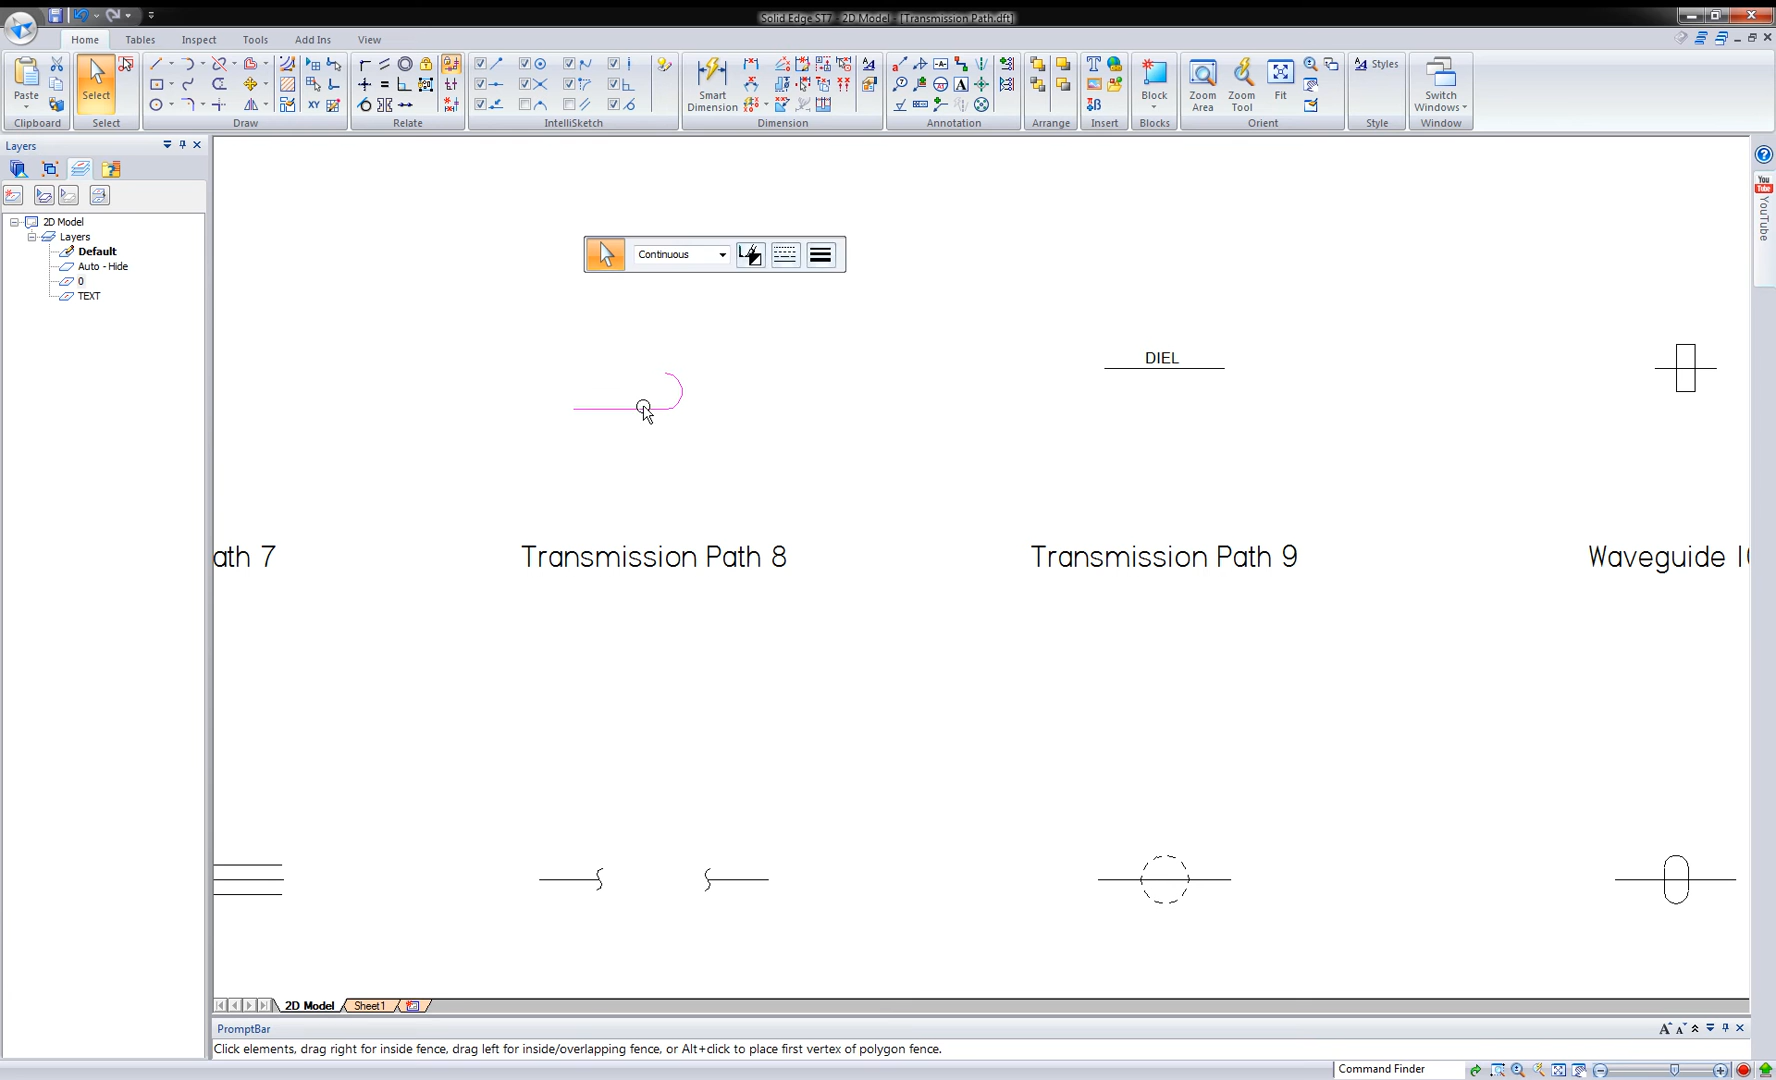 Solid Edge ST7 - 2D Model - [Transmission Path.dft]
Home Tables Inspect Tools Add Ins View
Paste
Select
Smart Dimension
Block
Zoom Area
Zoom Tool
Fit
Styles
Switch Windows
Clipboard Select Draw Relate IntelliSketch Dimension Annotation Arrange Insert Blocks Orient Style Window
Layers
2D Model
Layers
Default
Auto - Hide
0
TEXT
Continuous
DIEL
ath 7
Transmission Path 8
Transmission Path 9
Waveguide
You Tube
YouTube
2D Model
Sheet1
PromptBar
Click elements, drag right for inside fence, drag left for inside/overlapping fence, or Alt+click to place first vertex of polygon fence.
Command Finder